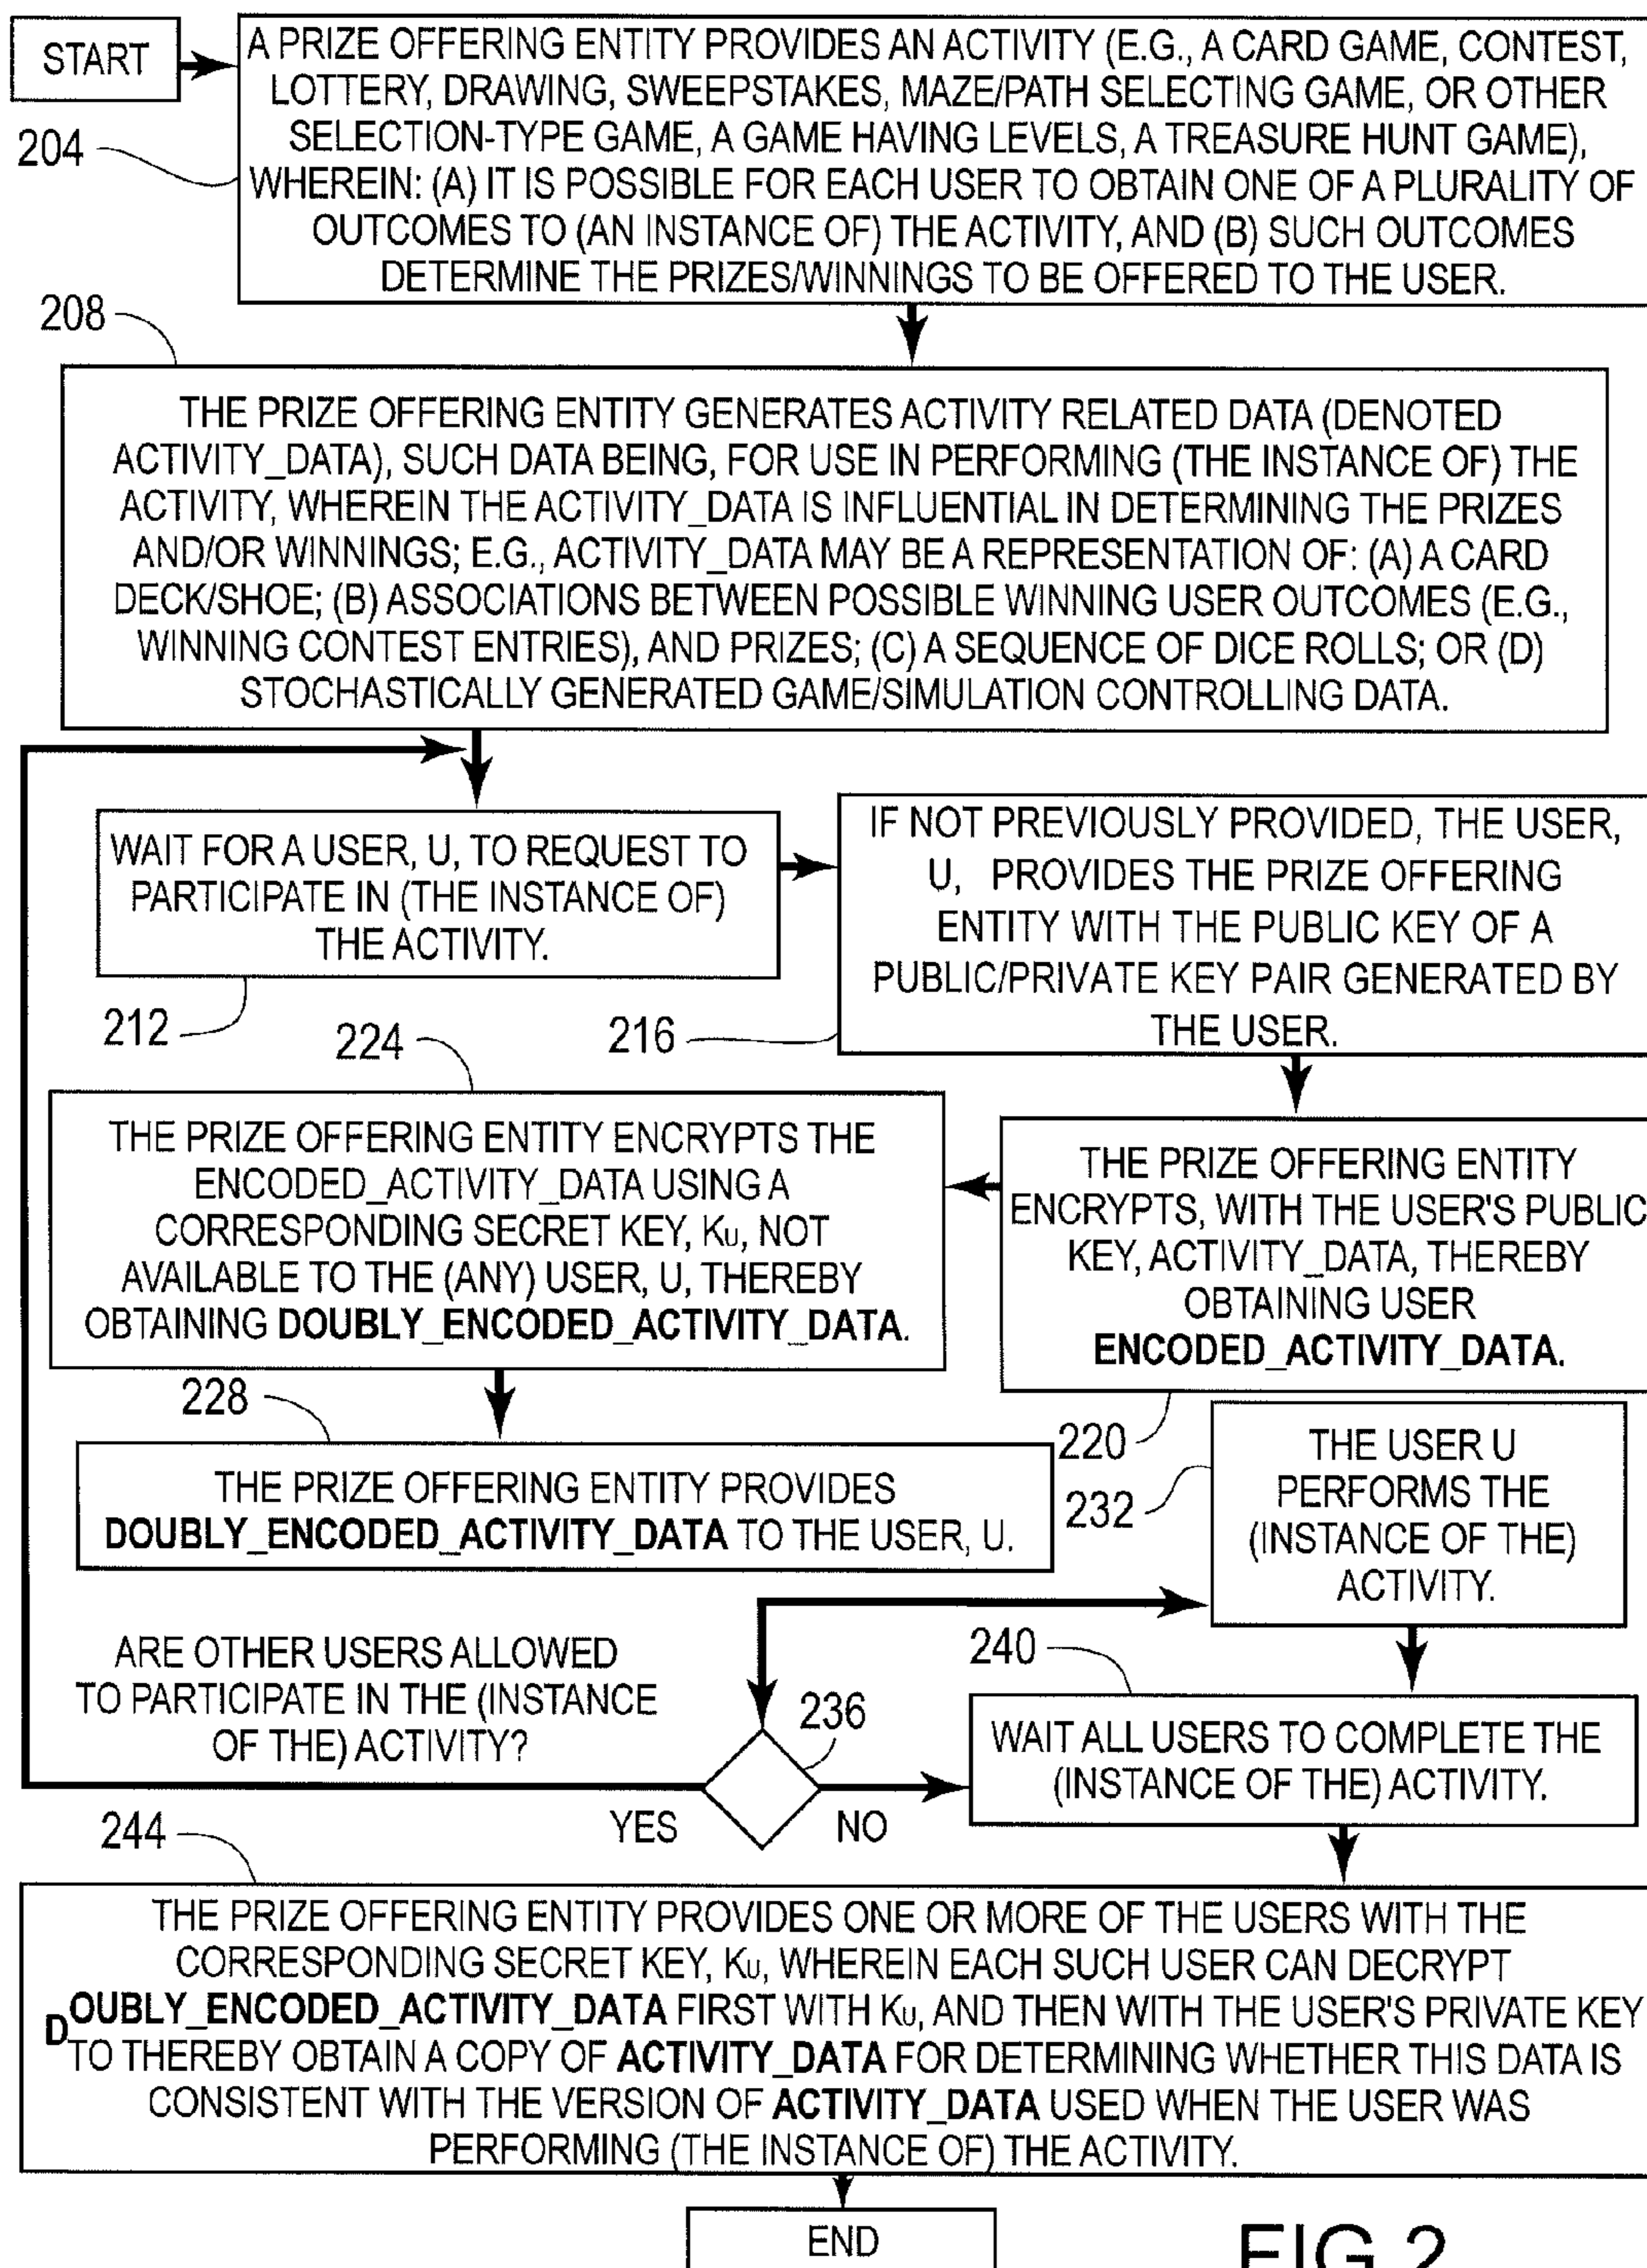 START
A PRIZE OFFERING ENTITY PROVIDES AN ACTIVITY (E.G., A CARD GAME, CONTEST,
LOTTERY, DRAWING, SWEEPSTAKES, MAZE/PATH SELECTING GAME, OR OTHER
SELECTION-TYPE GAME, A GAME HAVING LEVELS, A TREASURE HUNT GAME),
WHEREIN: (A) IT IS POSSIBLE FOR EACH USER TO OBTAIN ONE OF A PLURALITY OF
OUTCOMES TO (AN INSTANCE OF) THE ACTIVITY, AND (B) SUCH OUTCOMES
DETERMINE THE PRIZES/WINNINGS TO BE OFFERED TO THE USER.
204
208
THE PRIZE OFFERING ENTITY GENERATES ACTIVITY RELATED DATA (DENOTED
ACTIVITY_DATA), SUCH DATA BEING, FOR USE IN PERFORMING (THE INSTANCE OF) THE
ACTIVITY, WHEREIN THE ACTIVITY_DATA IS INFLUENTIAL IN DETERMINING THE PRIZES
AND/OR WINNINGS; E.G., ACTIVITY_DATA MAY BE A REPRESENTATION OF: (A) A CARD
DECK/SHOE; (B) ASSOCIATIONS BETWEEN POSSIBLE WINNING USER OUTCOMES (E.G.,
WINNING CONTEST ENTRIES), AND PRIZES; (C) A SEQUENCE OF DICE ROLLS; OR (D)
STOCHASTICALLY GENERATED GAME/SIMULATION CONTROLLING DATA.
WAIT FOR A USER, U, TO REQUEST TO
PARTICIPATE IN (THE INSTANCE OF)
THE ACTIVITY.
212
IF NOT PREVIOUSLY PROVIDED, THE USER,
U, PROVIDES THE PRIZE OFFERING
ENTITY WITH THE PUBLIC KEY OF A
PUBLIC/PRIVATE KEY PAIR GENERATED BY
THE USER.
216
224
THE PRIZE OFFERING ENTITY ENCRYPTS THE
ENCODED_ACTIVITY_DATA USING A
CORRESPONDING SECRET KEY, KU, NOT
AVAILABLE TO THE (ANY) USER, U, THEREBY
OBTAINING DOUBLY_ENCODED_ACTIVITY_DATA.
THE PRIZE OFFERING ENTITY
ENCRYPTS, WITH THE USER'S PUBLIC
KEY, ACTIVITY_DATA, THEREBY
OBTAINING USER
ENCODED_ACTIVITY_DATA.
220
228
THE PRIZE OFFERING ENTITY PROVIDES
DOUBLY_ENCODED_ACTIVITY_DATA TO THE USER, U.
232
THE USER U
PERFORMS THE
(INSTANCE OF THE)
ACTIVITY.
ARE OTHER USERS ALLOWED
TO PARTICIPATE IN THE (INSTANCE
OF THE) ACTIVITY?
236
YES
NO
240
WAIT ALL USERS TO COMPLETE THE
(INSTANCE OF THE) ACTIVITY.
244
THE PRIZE OFFERING ENTITY PROVIDES ONE OR MORE OF THE USERS WITH THE
CORRESPONDING SECRET KEY, KU, WHEREIN EACH SUCH USER CAN DECRYPT
DOUBLY_ENCODED_ACTIVITY_DATA FIRST WITH KU, AND THEN WITH THE USER'S PRIVATE KEY
TO THEREBY OBTAIN A COPY OF ACTIVITY_DATA FOR DETERMINING WHETHER THIS DATA IS
CONSISTENT WITH THE VERSION OF ACTIVITY_DATA USED WHEN THE USER WAS
PERFORMING (THE INSTANCE OF) THE ACTIVITY.
END
FIG.2